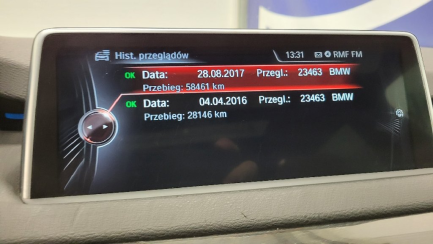 Hist. przeglądów 13:31 RMF FM
OK Data: 28.08.2017 Przegl.: 23463 BMW
Przebieg: 58461 km
OK Data: 04.04.2016 Przegl.: 23463 BMW
Przebieg: 28146 km